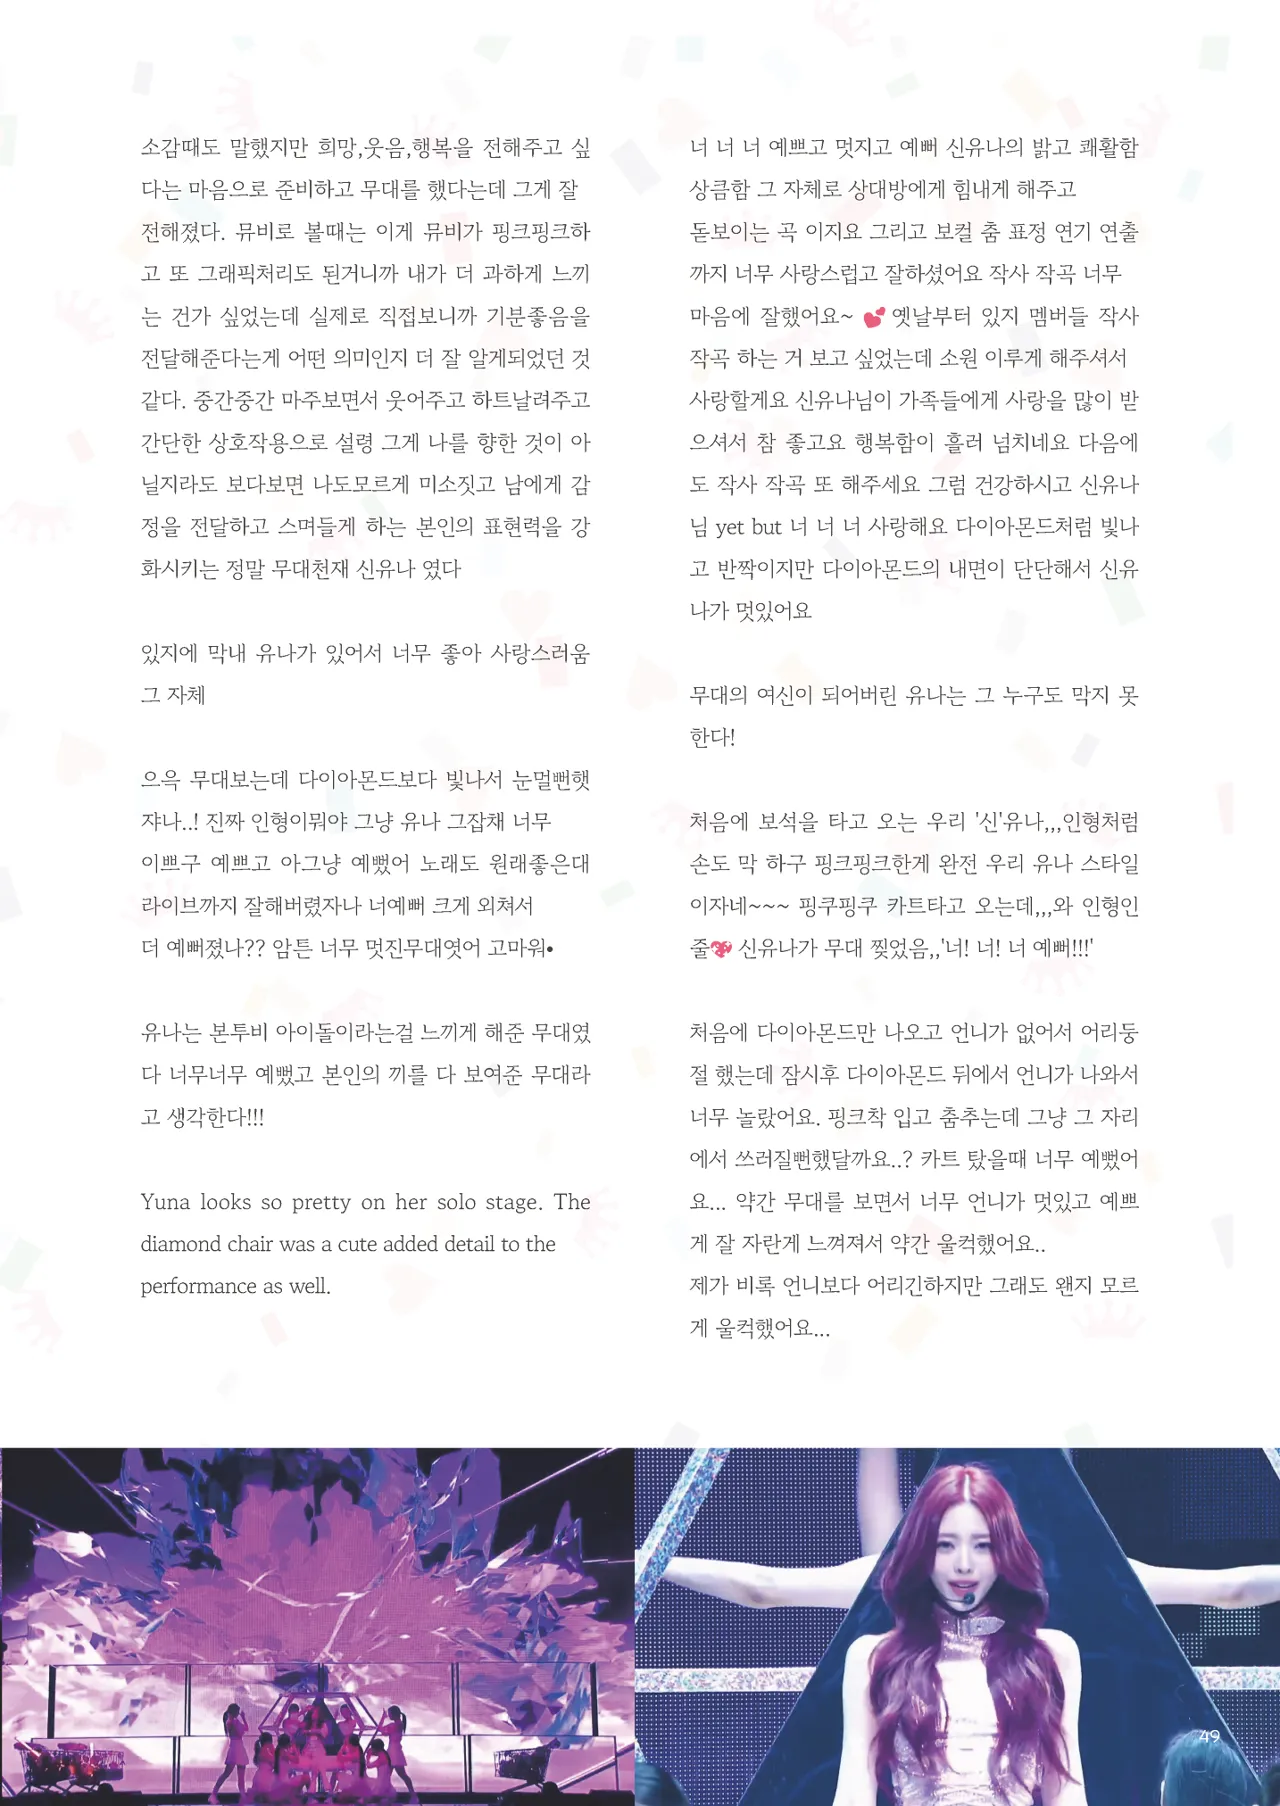 소감때도 말했지만 희망,웃음,행복을 전해주고 싶
다는 마음으로 준비하고 무대를 했다는데 그게 잘
전해졌다. 뮤비로 볼때는 이게 뮤비가 핑크핑크하
고 또 그래픽처리도 된거니까 내가 더 과하게 느끼
는 건가 싶었는데 실제로 직접보니까 기분좋음을
전달해준다는게 어떤 의미인지 더 잘 알게되었던 것
같다. 중간중간 마주보면서 웃어주고 하트날려주고
간단한 상호작용으로 설령 그게 나를 향한 것이 아
닐지라도 보다보면 나도모르게 미소짓고 남에게 감
정을 전달하고 스며들게 하는 본인의 표현력을 강
화시키는 정말 무대천재 신유나 였다
있지에 막내 유나가 있어서 너무 좋아 사랑스러움
그 자체
으윽 무대보는데 다이아몬드보다 빛나서 눈멀뻔햇
쟈나..! 진짜 인형이뭐야 그냥 유나 그잡채 너무
이쁘구 예쁘고 아그냥 예뻤어 노래도 원래좋은대
라이브까지 잘해버렸자나 너예뻐 크게 외쳐서
더 예뻐졌나?? 암튼 너무 멋진무대엿어 고마워•
유나는 본투비 아이돌이라는걸 느끼게 해준 무대였
다 너무너무 예뻤고 본인의 끼를 다 보여준 무대라
고 생각한다!!!
Yuna looks so pretty on her solo stage. The
diamond chair was a cute added detail to the
performance as well.
너 너 너 예쁘고 멋지고 예뻐 신유나의 밝고 쾌활함
상큼함 그 자체로 상대방에게 힘내게 해주고
돋보이는 곡 이지요 그리고 보컬 춤 표정 연기 연출
까지 너무 사랑스럽고 잘하셨어요 작사 작곡 너무
마음에 잘했어요~ 💕 옛날부터 있지 멤버들 작사
작곡 하는 거 보고 싶었는데 소원 이루게 해주셔서
사랑할게요 신유나님이 가족들에게 사랑을 많이 받
으셔서 참 좋고요 행복함이 흘러 넘치네요 다음에
도 작사 작곡 또 해주세요 그럼 건강하시고 신유나
님 yet but 너 너 너 사랑해요 다이아몬드처럼 빛나
고 반짝이지만 다이아몬드의 내면이 단단해서 신유
나가 멋있어요
무대의 여신이 되어버린 유나는 그 누구도 막지 못
한다!
처음에 보석을 타고 오는 우리 '신'유나,,,인형처럼
손도 막 하구 핑크핑크한게 완전 우리 유나 스타일
이자네~~~ 핑쿠핑쿠 카트타고 오는데,,,와 인형인
줄💖 신유나가 무대 찢었음,,'너! 너! 너 예뻐!!!'
처음에 다이아몬드만 나오고 언니가 없어서 어리둥
절 했는데 잠시후 다이아몬드 뒤에서 언니가 나와서
너무 놀랐어요. 핑크착 입고 춤추는데 그냥 그 자리
에서 쓰러질뻔했달까요..? 카트 탔을때 너무 예뻤어
요... 약간 무대를 보면서 너무 언니가 멋있고 예쁘
게 잘 자란게 느껴져서 약간 울컥했어요..
제가 비록 언니보다 어리긴하지만 그래도 왠지 모르
게 울컥했어요...
49